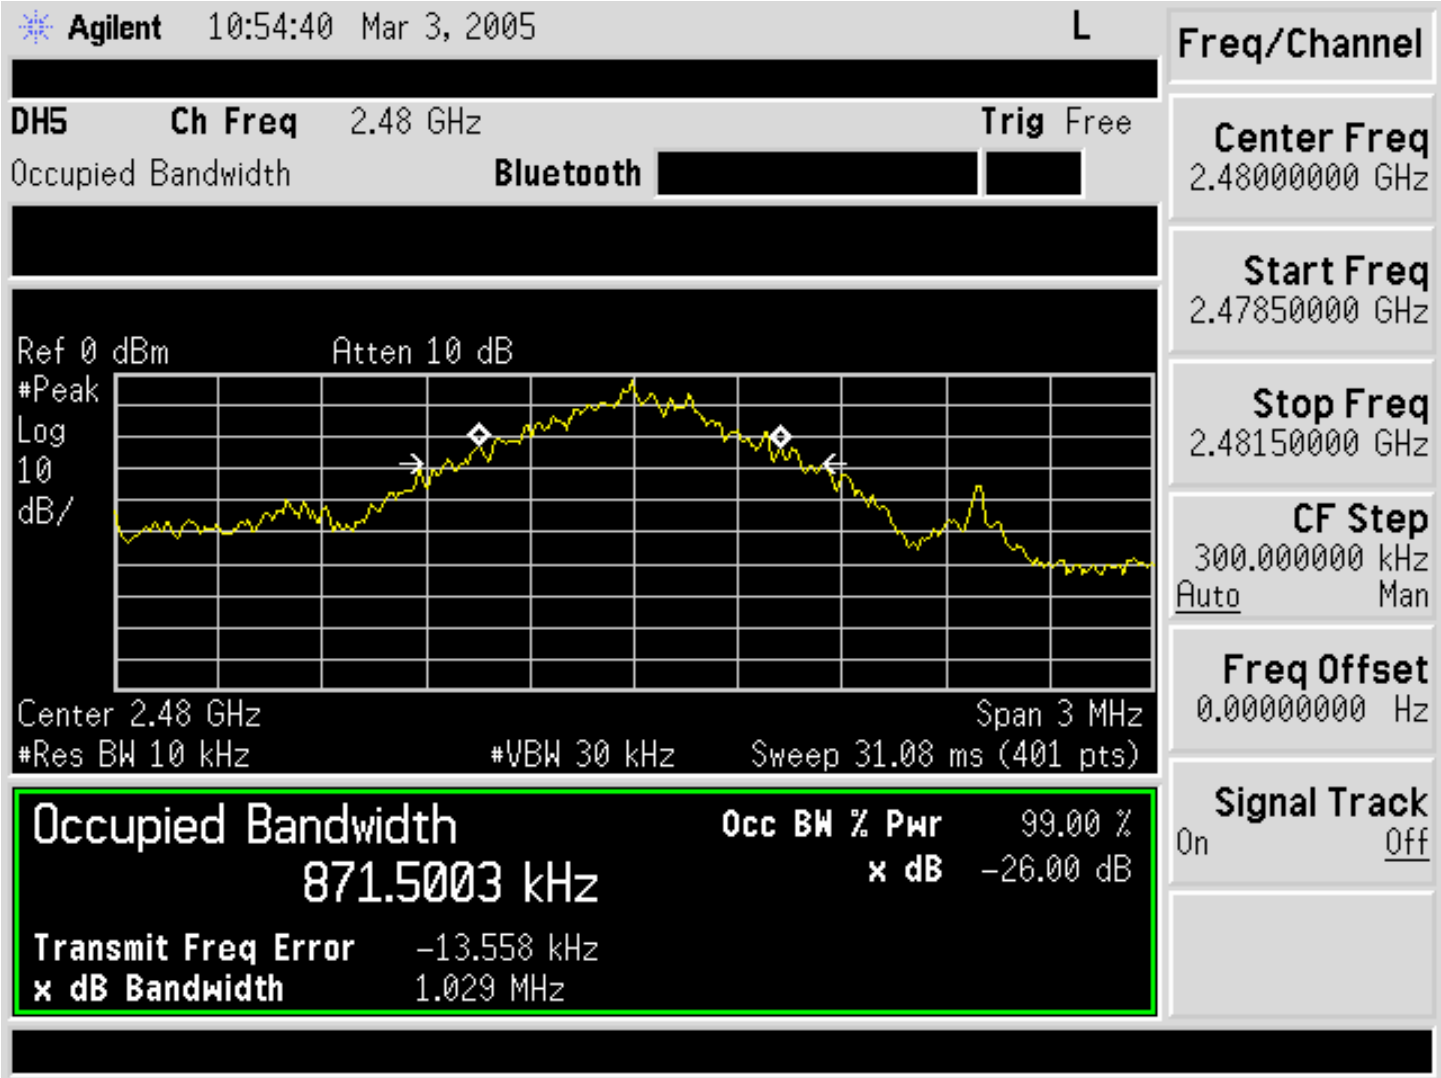 Agilent 10:54:40 Mar 3, 2005 L
DH5 Ch Freq 2.48 GHz Trig Free
Occupied Bandwidth Bluetooth
Ref 0 dBm Atten 10 dB
#Peak
Log
10
dB/
Center 2.48 GHz Span 3 MHz
#Res BW 10 kHz #VBW 30 kHz Sweep 31.08 ms (401 pts)
Occupied Bandwidth Occ BW % Pwr 99.00 %
871.5003 kHz x dB -26.00 dB
Transmit Freq Error -13.558 kHz
x dB Bandwidth 1.029 MHz
Freq/Channel
Center Freq
2.48000000 GHz
Start Freq
2.47850000 GHz
Stop Freq
2.48150000 GHz
CF Step
300.000000 kHz
Auto Man
Freq Offset
0.00000000 Hz
Signal Track
On Off